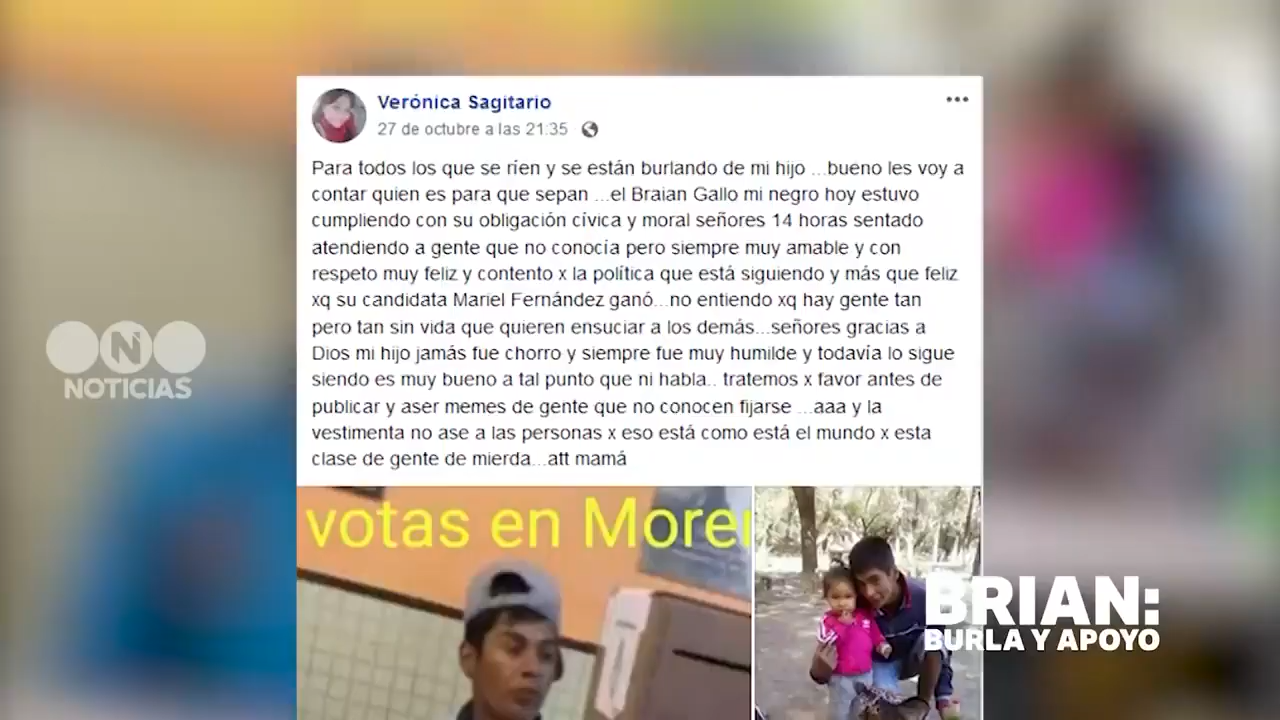 Verónica Sagitario
27 de octubre a las 21:35
Para todos los que se ríen y se están burlando de mi hijo ...bueno les voy a
contar quien es para que sepan ...el Braian Gallo mi negro hoy estuvo
cumpliendo con su obligación cívica y moral señores 14 horas sentado
atendiendo a gente que no conocía pero siempre muy amable y con
respeto muy feliz y contento x la política que está siguiendo y más que feliz
xq su candidata Mariel Fernández ganó...no entiendo xq hay gente tan
pero tan sin vida que quieren ensuciar a los demás...señores gracias a
Dios mi hijo jamás fue chorro y siempre fue muy humilde y todavía lo sigue
siendo es muy bueno a tal punto que ni habla.. tratemos x favor antes de
publicar y aser memes de gente que no conocen fijarse ...aaa y la
vestimenta no ase a las personas x eso está como está el mundo x esta
clase de gente de mierda...att mamá
N
NOTICIAS
votas en More
BRIAN:
BURLA Y APOYO